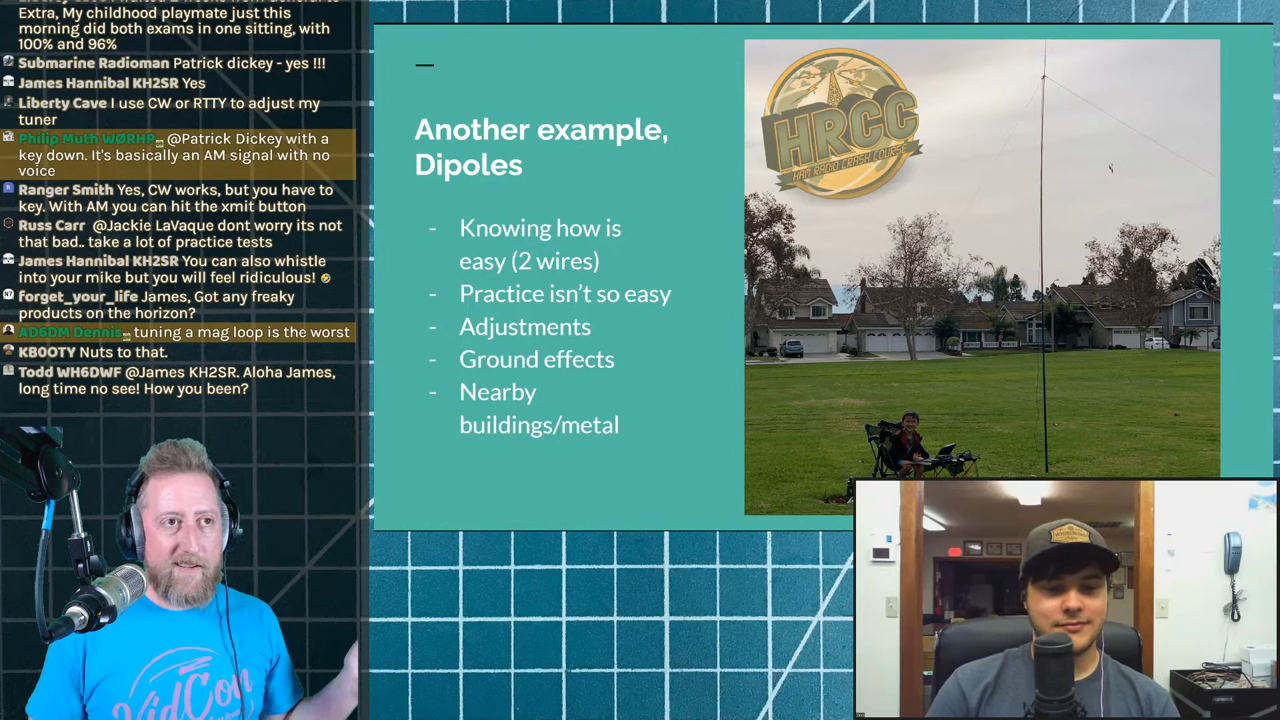 Extra, My childhood playmate just this
morning did both exams in one sitting, with
100% and 96%
Submarine Radioman Patrick dickey - yes !!!
James Hannibal KH2SR Yes
Liberty Cave I use CW or RTTY to adjust my
tuner
Philip Muth WØRHP @Patrick Dickey with a
key down. It's basically an AM signal with no
voice
Ranger Smith Yes, CW works, but you have to
key. With AM you can hit the xmit button
Russ Carr @Jackie LaVaque dont worry its not
that bad.. take a lot of practice tests
James Hannibal KH2SR You can also whistle
into your mike but you will feel ridiculous! 🤣
forget_your_life James, Got any freaky
products on the horizon?
AD6DM Dennis tuning a mag loop is the worst
KB0OTY Nuts to that.
Todd WH6DWF @James KH2SR. Aloha James,
long time no see! How you been?
Another example,
Dipoles
- Knowing how is
easy (2 wires)
- Practice isn't so easy
- Adjustments
- Ground effects
- Nearby
buildings/metal
HRCC
HAM RADIO CRASH COURSE
VidCon